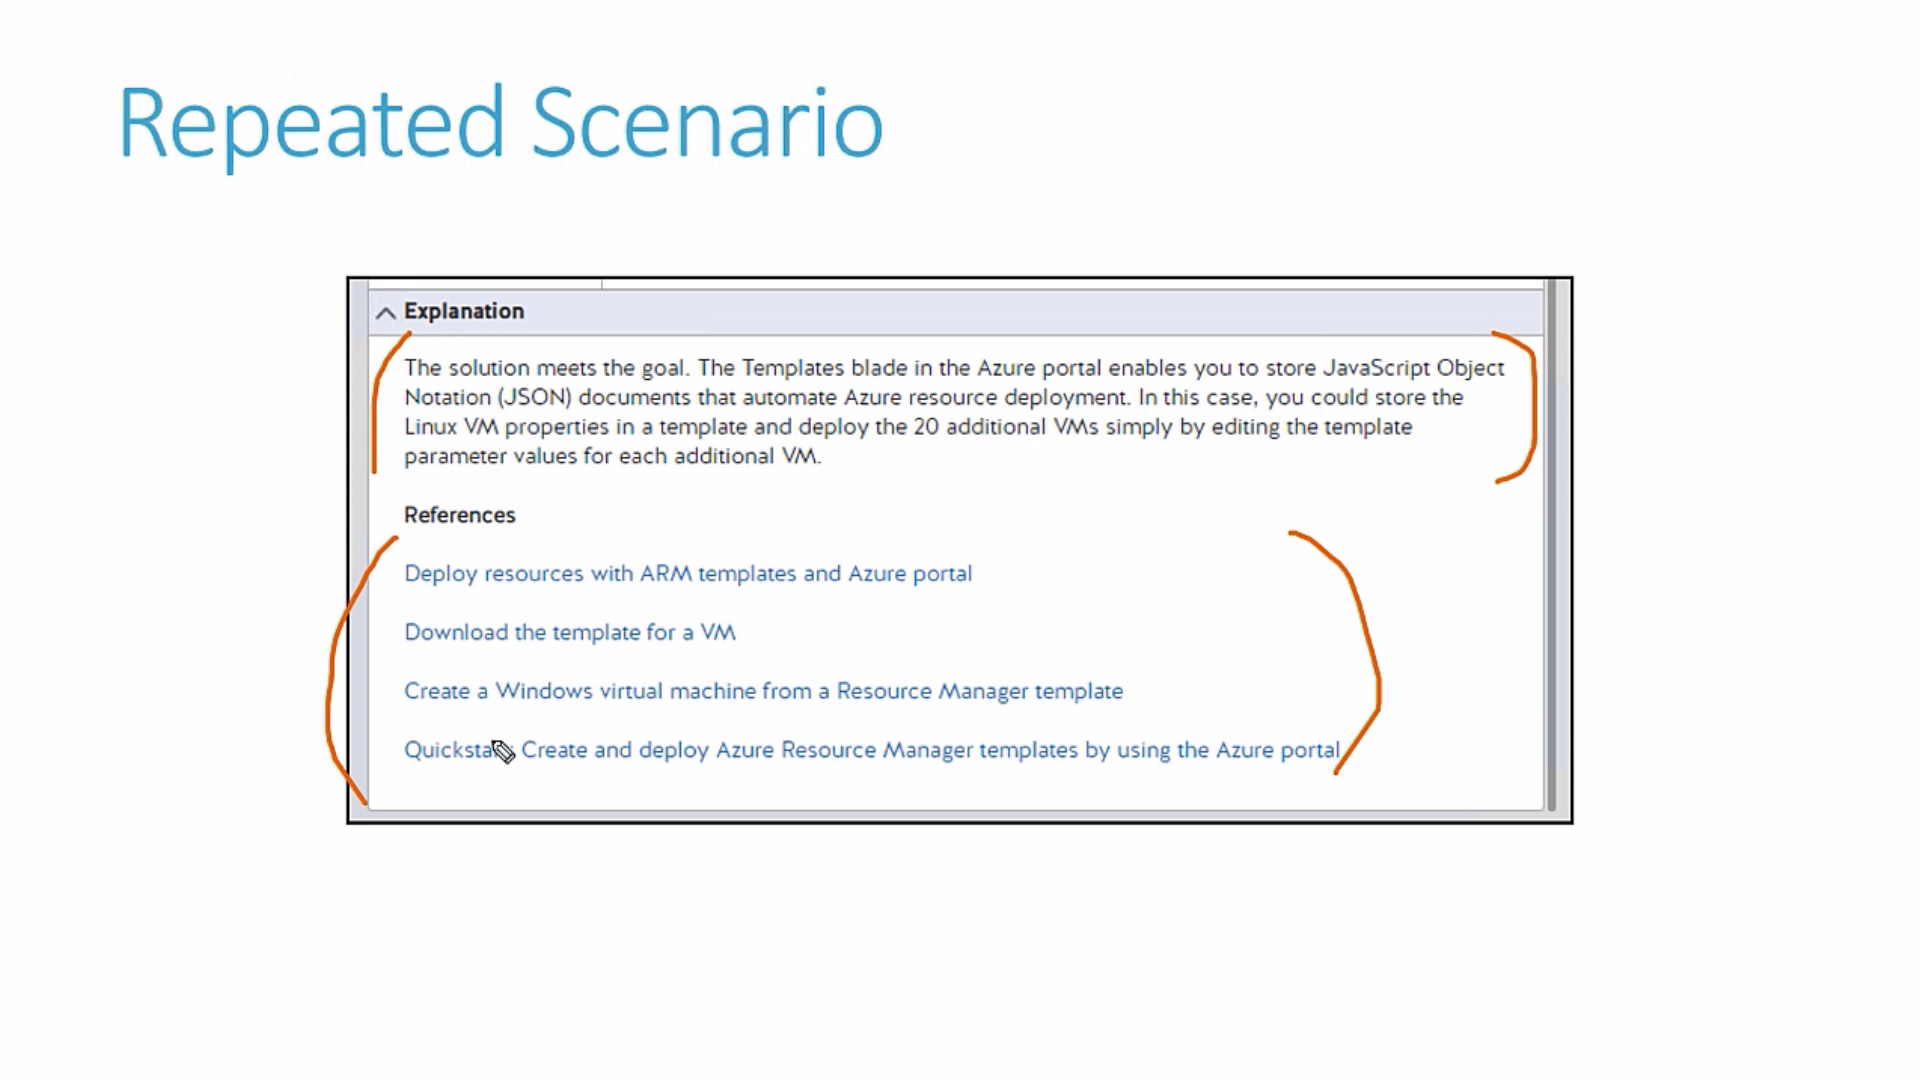 Repeated Scenario
Explanation
The solution meets the goal. The Templates blade in the Azure portal enables you to store JavaScript Object
Notation (JSON) documents that automate Azure resource deployment. In this case, you could store the
Linux VM properties in a template and deploy the 20 additional VMs simply by editing the template
parameter values for each additional VM.
References
Deploy resources with ARM templates and Azure portal
Download the template for a VM
Create a Windows virtual machine from a Resource Manager template
Create and deploy Azure Resource Manager templates by using the Azure portal